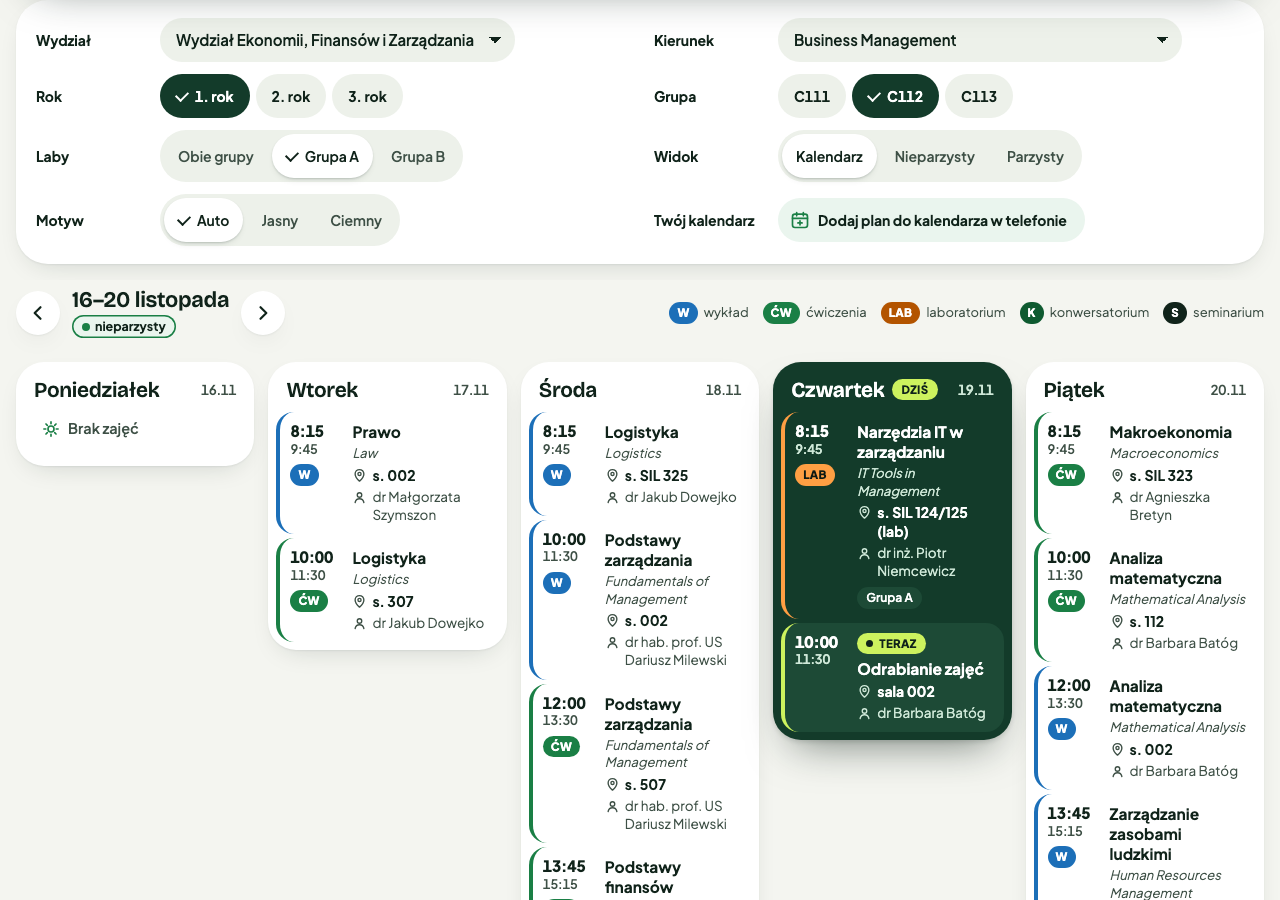 Wydział
Wydział Ekonomii, Finansów i Zarządzania
Kierunek
Business Management
Rok
1. rok
2. rok
3. rok
Grupa
C111
C112
C113
Laby
Obie grupy
Grupa A
Grupa B
Widok
Kalendarz
Nieparzysty
Parzysty
Motyw
Auto
Jasny
Ciemny
Twój kalendarz
Dodaj plan do kalendarza w telefonie
16–20 listopada
nieparzysty
W wykład
ĆW ćwiczenia
LAB laboratorium
K konwersatorium
S seminarium
Poniedziałek 16.11
Brak zajęć
Wtorek 17.11
8:15
9:45
W
Prawo
Law
s. 002
dr Małgorzata
Szymszon
10:00
11:30
ĆW
Logistyka
Logistics
s. 307
dr Jakub Dowejko
Środa 18.11
8:15
9:45
W
Logistyka
Logistics
s. SIL 325
dr Jakub Dowejko
10:00
11:30
W
Podstawy
zarządzania
Fundamentals of
Management
s. 002
dr hab. prof. US
Dariusz Milewski
12:00
13:30
ĆW
Podstawy
zarządzania
Fundamentals of
Management
s. 507
dr hab. prof. US
Dariusz Milewski
13:45
15:15
Podstawy
finansów
Czwartek DZIŚ 19.11
8:15
9:45
LAB
Narzędzia IT w
zarządzaniu
IT Tools in
Management
s. SIL 124/125
(lab)
dr inż. Piotr
Niemcewicz
Grupa A
10:00
11:30
TERAZ
Odrabianie zajęć
sala 002
dr Barbara Batóg
Piątek 20.11
8:15
9:45
ĆW
Makroekonomia
Macroeconomics
s. SIL 323
dr Agnieszka
Bretyn
10:00
11:30
ĆW
Analiza
matematyczna
Mathematical Analysis
s. 112
dr Barbara Batóg
12:00
13:30
W
Analiza
matematyczna
Mathematical Analysis
s. 002
dr Barbara Batóg
13:45
15:15
W
Zarządzanie
zasobami
ludzkimi
Human Resources
Management